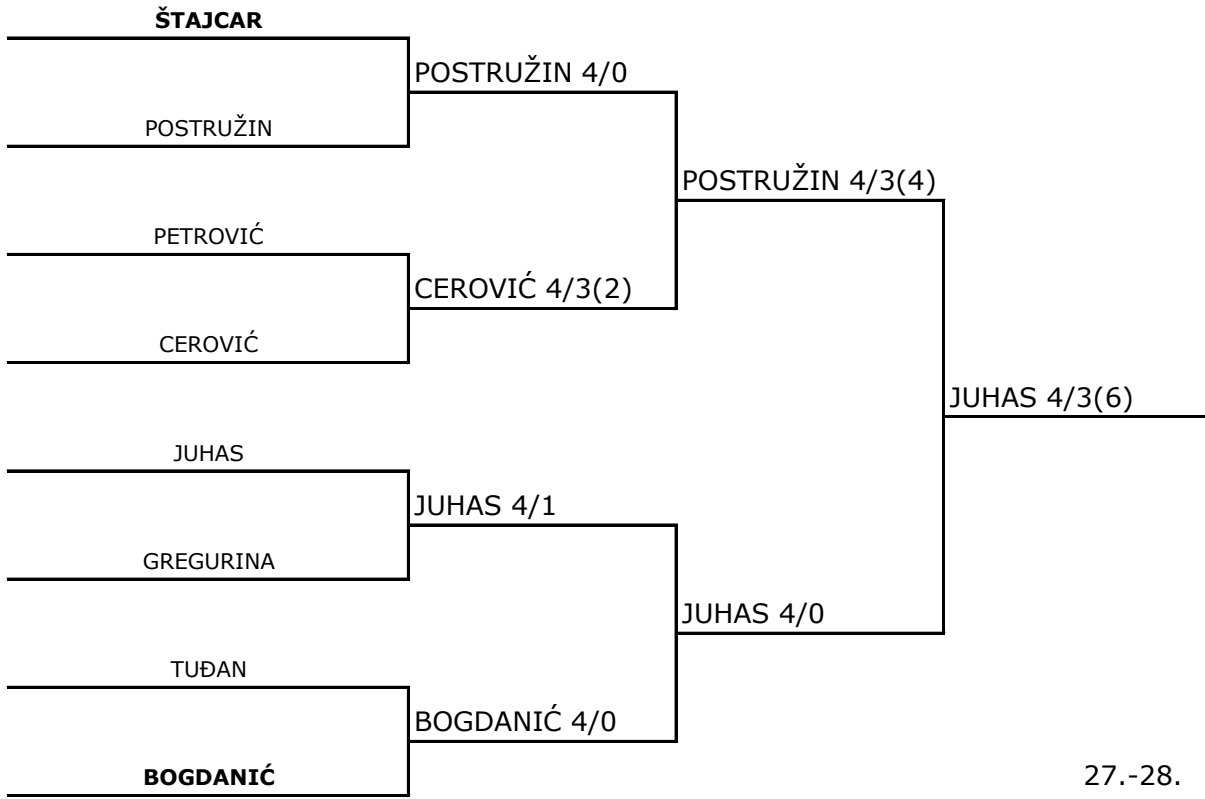 ŠTAJCAR
POSTRUŽIN 4/0
POSTRUŽIN
POSTRUŽIN 4/3(4)
PETROVIĆ
CEROVIĆ 4/3(2)
CEROVIĆ
JUHAS 4/3(6)
JUHAS
JUHAS 4/1
GREGURINA
JUHAS 4/0
TUĐAN
BOGDANIĆ 4/0
BOGDANIĆ
27.-28.